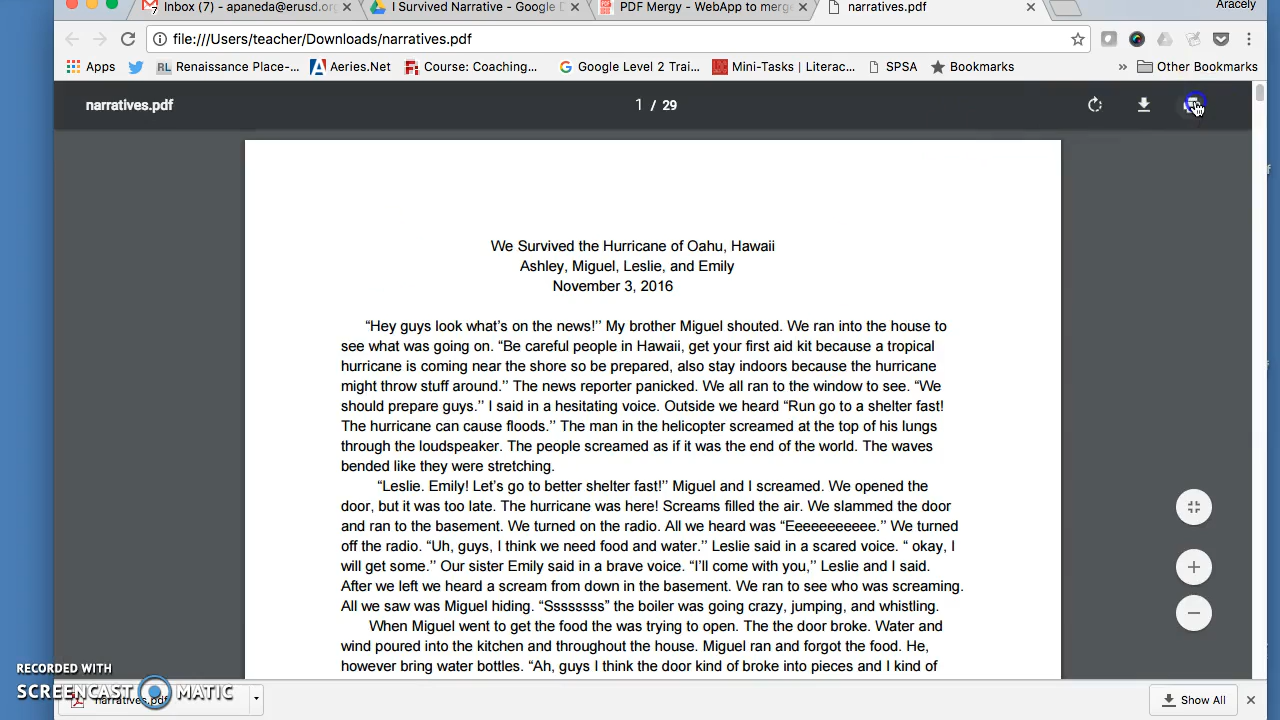 Inbox (7) - apaneda@erusd.org
I Survived Narrative - Google D
PDF Mergy - WebApp to merge
narratives.pdf
Aracely
file:///Users/teacher/Downloads/narratives.pdf
Apps
Renaissance Place-...
Aeries.Net
Course: Coaching...
Google Level 2 Trai...
Mini-Tasks | Literac...
SPSA
Bookmarks
» Other Bookmarks
narratives.pdf
1 / 29
We Survived the Hurricane of Oahu, Hawaii
Ashley, Miguel, Leslie, and Emily
November 3, 2016
“Hey guys look what’s on the news!’’ My brother Miguel shouted. We ran into the house to
see what was going on. “Be careful people in Hawaii, get your first aid kit because a tropical
hurricane is coming near the shore so be prepared, also stay indoors because the hurricane
might throw stuff around.’’ The news reporter panicked. We all ran to the window to see. “We
should prepare guys.’’ I said in a hesitating voice. Outside we heard “Run go to a shelter fast!
The hurricane can cause floods.’’ The man in the helicopter screamed at the top of his lungs
through the loudspeaker. The people screamed as if it was the end of the world. The waves
bended like they were stretching.
“Leslie. Emily! Let’s go to better shelter fast!’’ Miguel and I screamed. We opened the
door, but it was too late. The hurricane was here! Screams filled the air. We slammed the door
and ran to the basement. We turned on the radio. All we heard was “Eeeeeeeeee.” We turned
off the radio. “Uh, guys, I think we need food and water.’’ Leslie said in a scared voice. “ okay, I
will get some.’’ Our sister Emily said in a brave voice. “I’ll come with you,’’ Leslie and I said.
After we left we heard a scream from down in the basement. We ran to see who was screaming.
All we saw was Miguel hiding. “Ssssssss” the boiler was going crazy, jumping, and whistling.
When Miguel went to get the food the was trying to open. The the door broke. Water and
wind poured into the kitchen and throughout the house. Miguel ran and forgot the food. He,
however bring water bottles. “Ah, guys I think the door kind of broke into pieces and I kind of
RECORDED WITH
SCREENCAST MATIC
narratives.pdf
Show All